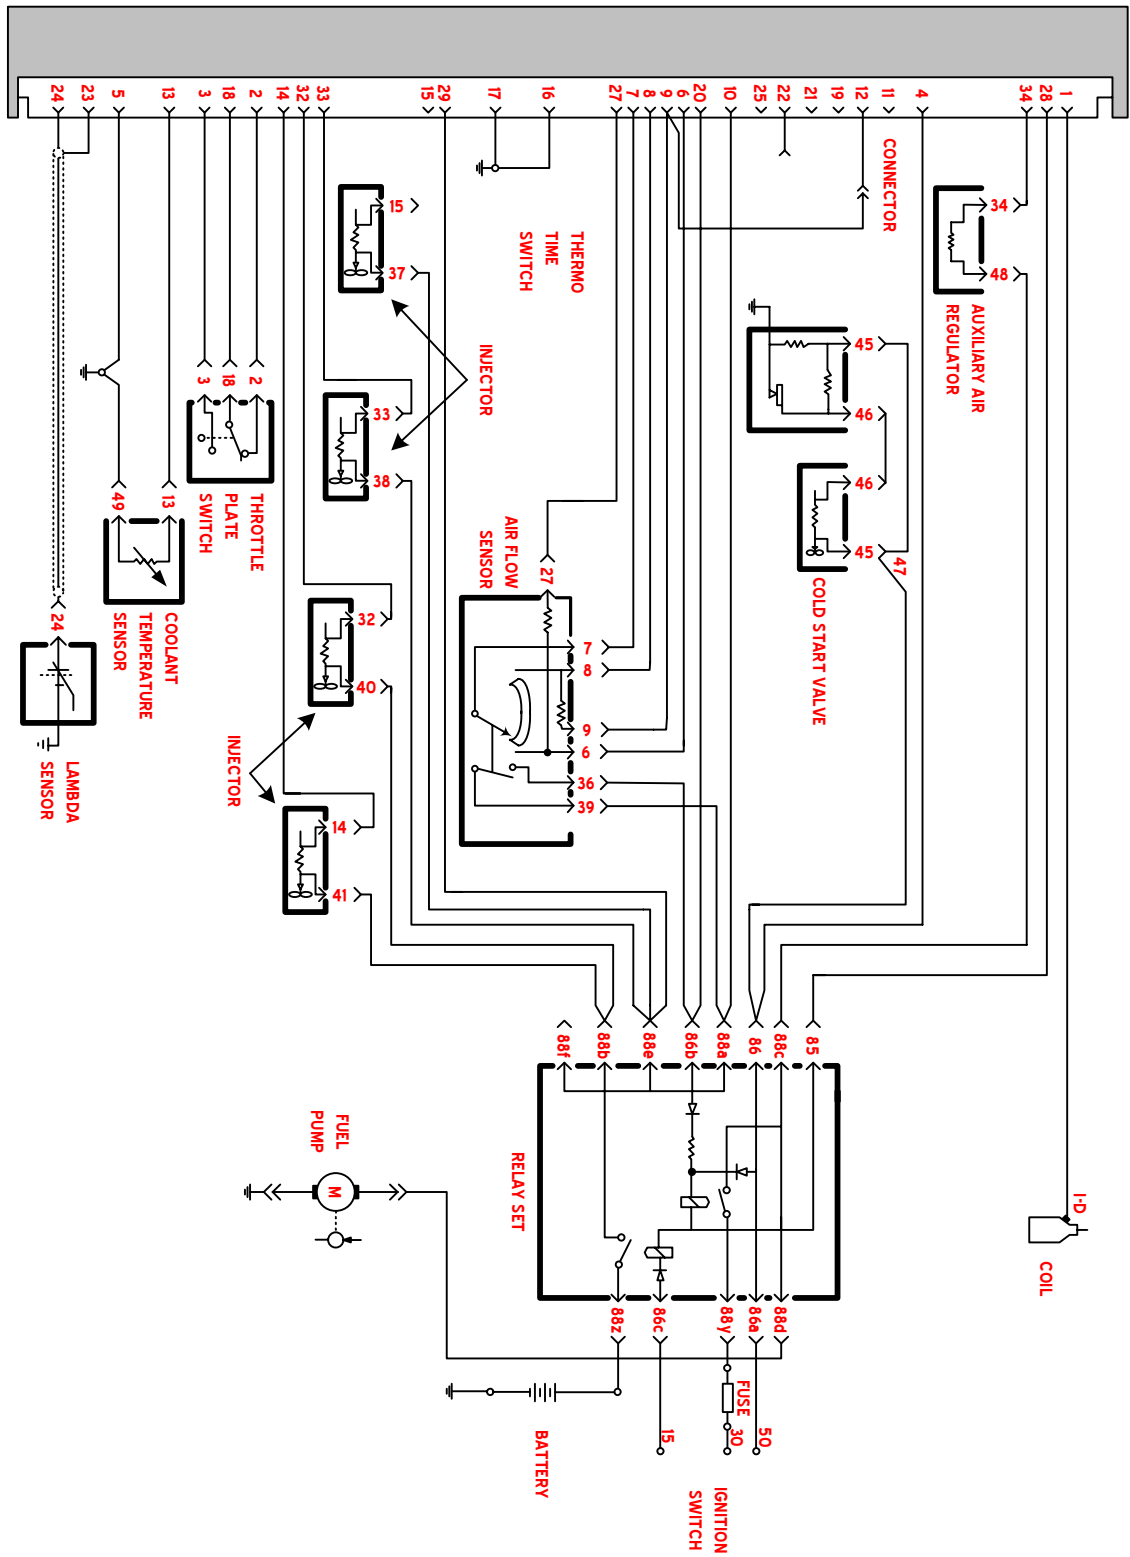 1
28
34
4
11
12
19
21
22
25
10
20
6
9
8
7
27
16
17
29
15
33
32
14
2
18
3
13
5
23
24
I-D
COIL
34
48
AUXILIARY AIR
REGULATOR
CONNECTOR
45
46
46
45
47
COLD START VALVE
THERMO
TIME
SWITCH
AIR FLOW
SENSOR
27
7
8
9
6
36
39
15
37
INJECTOR
33
38
32
40
INJECTOR
14
41
2
18
3
THROTTLE
PLATE
SWITCH
13
49
COOLANT
TEMPERATURE
SENSOR
24
LAMBDA
SENSOR
85
88c
86
88a
86b
88e
88b
88f
RELAY SET
88d
86a
88y
86c
88z
FUSE
50
30
15
IGNITION
SWITCH
BATTERY
FUEL
PUMP
M